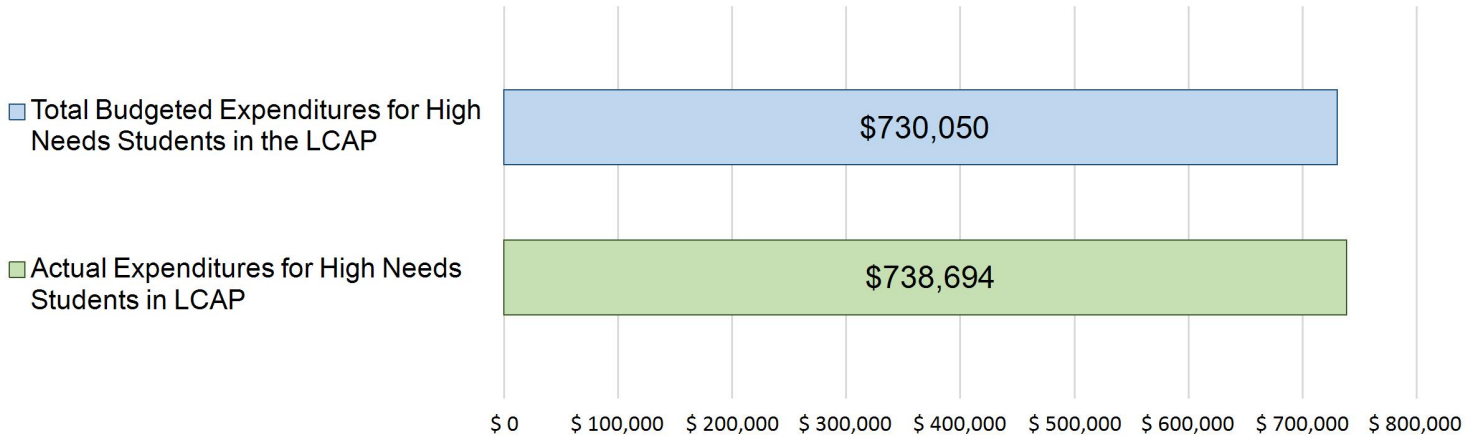 Total Budgeted Expenditures for High
Needs Students in the LCAP
$730,050
Actual Expenditures for High Needs
Students in LCAP
$738,694
$ 0 $ 100,000 $ 200,000 $ 300,000 $ 400,000 $ 500,000 $ 600,000 $ 700,000 $ 800,000